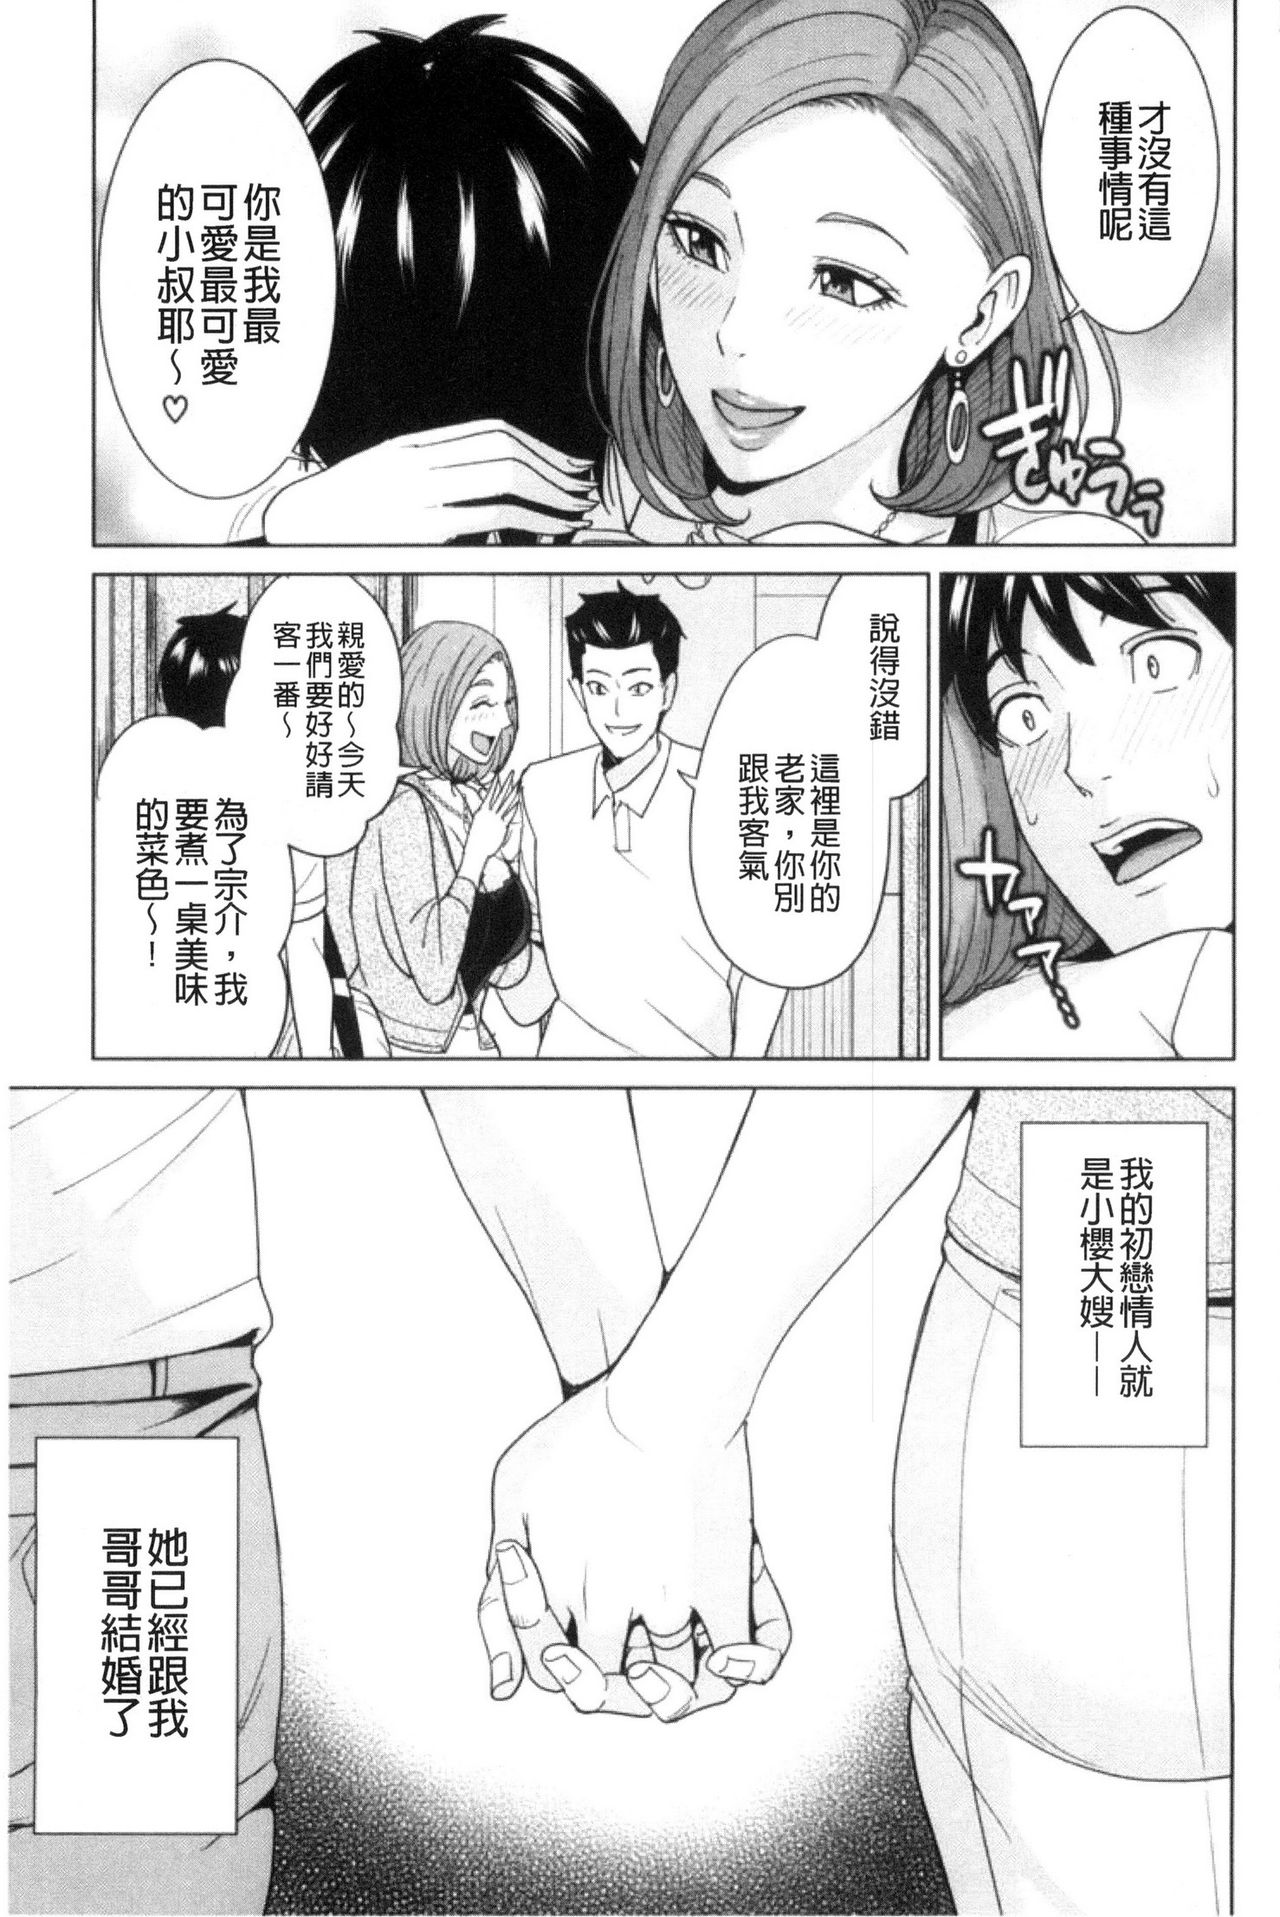 才沒有這
種事情呢
ぎゅうぅ
你是我最
可愛最可愛
的小叔耶~♡
カァァァ…
說得沒錯
這裡是你的
老家，你別
跟我客氣
親愛的~今天
我們要好好請
客一番~
為了宗介，我
要煮一桌美味
的菜色~！
我的初戀情人就
是小櫻大嫂——
她已經跟我
哥哥結婚了